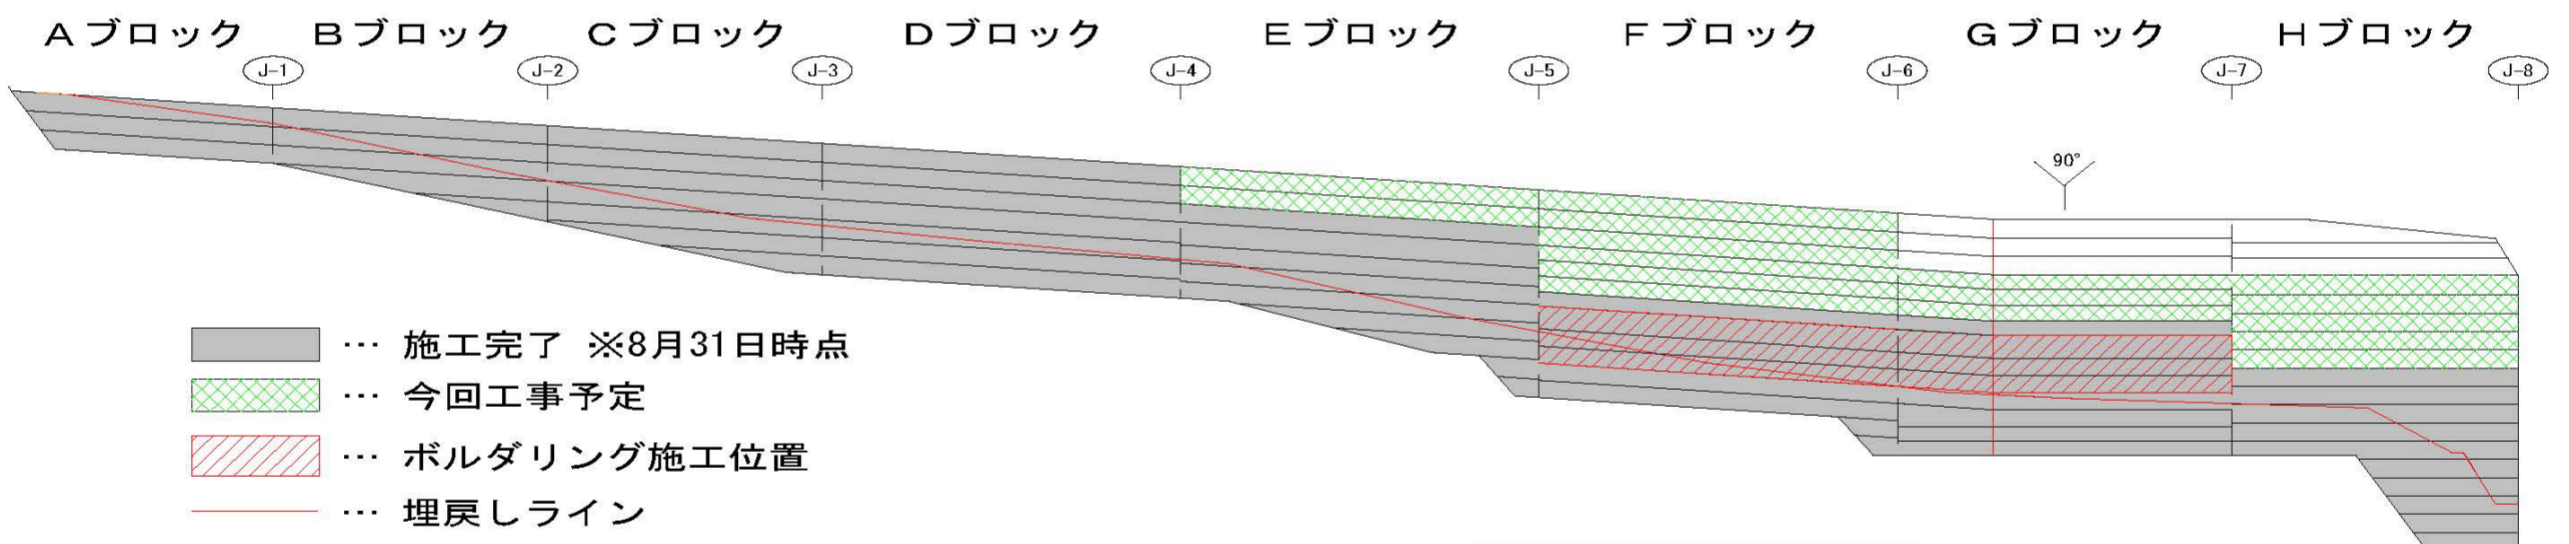 Aブロック Bブロック Cブロック Dブロック Eブロック Fブロック Gブロック Hブロック
J-1 J-2 J-3 J-4 J-5 J-6 J-7 J-8
90°
… 施工完了 ※8月31日時点
… 今回工事予定
… ボルダリング施工位置
… 埋戻しライン